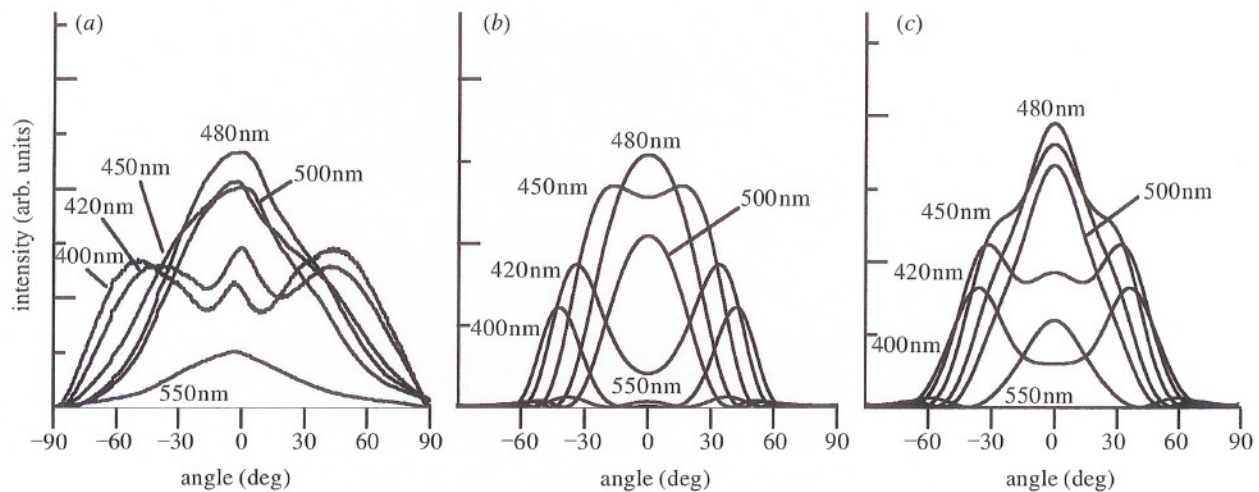 (a)
480nm
450nm
500nm
420nm
400nm
550nm
intensity (arb. units)
−90 −60 −30 0 30 60 90
angle (deg)
(b)
480nm
450nm
500nm
420nm
400nm
550nm
−60 −30 0 30 60 90
angle (deg)
(c)
480nm
500nm
450nm
420nm
400nm
550nm
−60 −30 0 30 60 90
angle (deg)